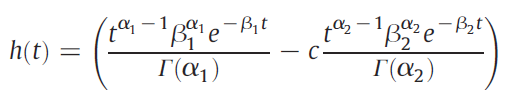 h(t) = ( t^{α₁ −1} β₁^{α₁} e^{−β₁t} / Γ(α₁) − c t^{α₂ −1} β₂^{α₂} e^{−β₂t} / Γ(α₂) )